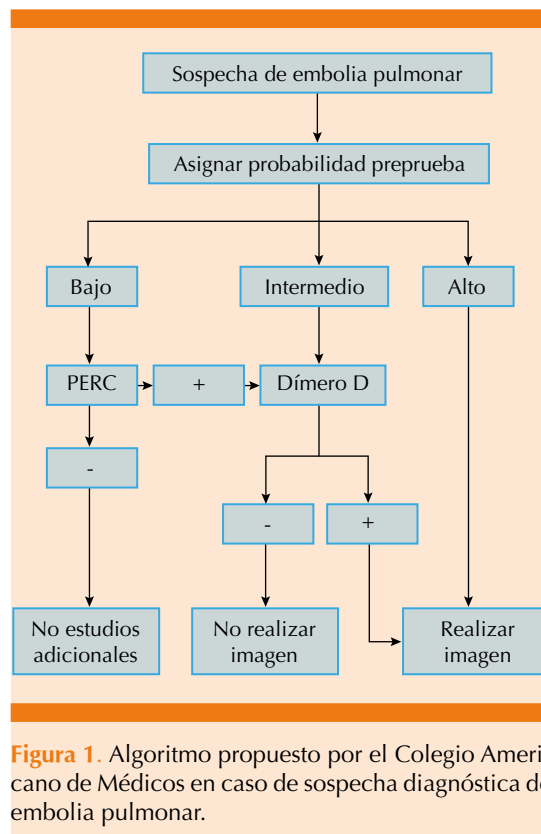 Sospecha de embolia pulmonar
Asignar probabilidad preprueba
Bajo
Intermedio
Alto
PERC
+
Dímero D
-
-
+
No estudios
adicionales
No realizar
imagen
Realizar
imagen
Figura 1. Algoritmo propuesto por el Colegio Ameri
cano de Médicos en caso de sospecha diagnóstica de
embolia pulmonar.